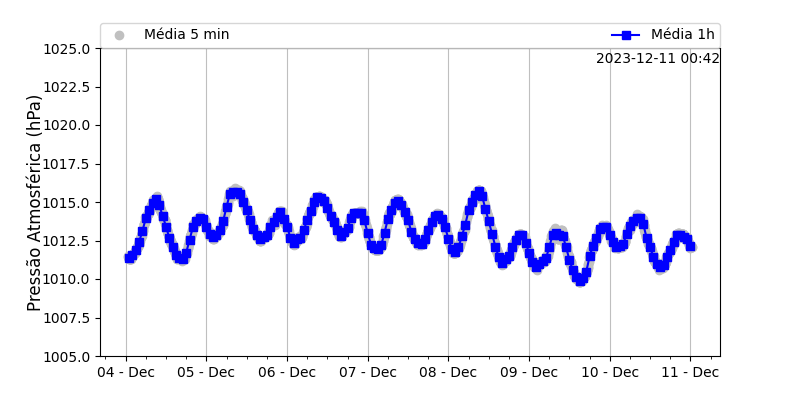 Média 5 min
Média 1h
2023-12-11 00:42
Pressão Atmosférica (hPa)
1025.0
1022.5
1020.0
1017.5
1015.0
1012.5
1010.0
1007.5
1005.0
04 - Dec
05 - Dec
06 - Dec
07 - Dec
08 - Dec
09 - Dec
10 - Dec
11 - Dec